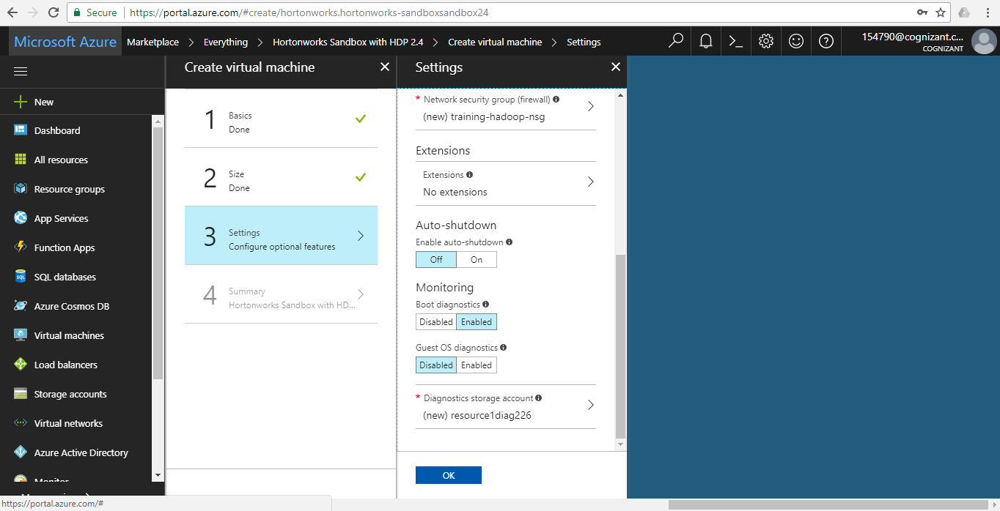 Secure | https://portal.azure.com/#create/hortonworks.hortonworks-sandboxsandbox24
Microsoft Azure Marketplace > Everything > Hortonworks Sandbox with HDP 2.4 > Create virtual machine > Settings
154790@cognizant.c...
COGNIZANT
New
Dashboard
All resources
Resource groups
App Services
Function Apps
SQL databases
Azure Cosmos DB
Virtual machines
Load balancers
Storage accounts
Virtual networks
Azure Active Directory
Monitor
https://portal.azure.com/#
Create virtual machine
1
Basics
Done
2
Size
Done
3
Settings
Configure optional features
4
Summary
Hortonworks Sandbox with HD...
Settings
* Network security group (firewall)
(new) training-hadoop-nsg
Extensions
Extensions
No extensions
Auto-shutdown
Enable auto-shutdown
Off On
Monitoring
Boot diagnostics
Disabled Enabled
Guest OS diagnostics
Disabled Enabled
* Diagnostics storage account
(new) resource1diag226
OK